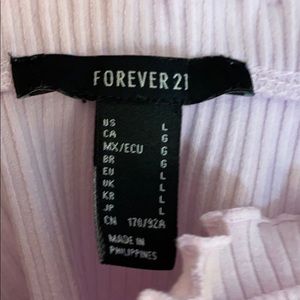 FOREVER 21
US L
CA G
MX/ECU G
BR G
EU L
UK L
KR L
JP L
CN 170/92A
MADE IN
PHILIPPINES